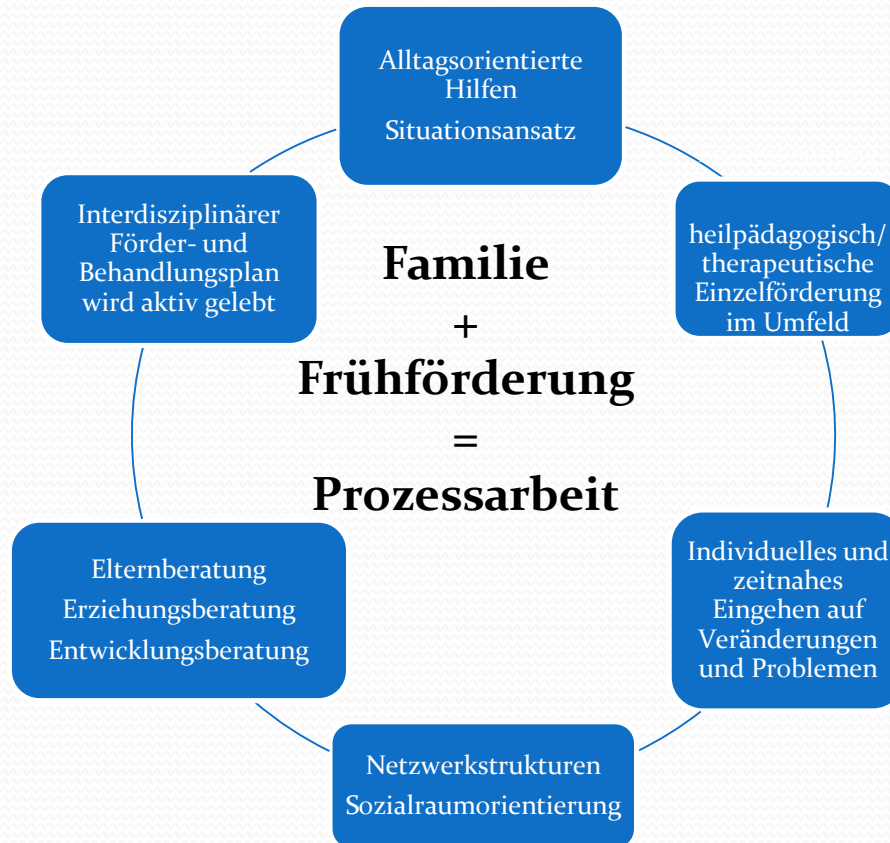 Alltagsorientierte
Hilfen
Situationsansatz
heilpädagogisch/
therapeutische
Einzelförderung
im Umfeld
Individuelles und
zeitnahes
Eingehen auf
Veränderungen
und Problemen
Netzwerkstrukturen
Sozialraumorientierung
Elternberatung
Erziehungsberatung
Entwicklungsberatung
Interdisziplinärer
Förder- und
Behandlungsplan
wird aktiv gelebt
Familie
+
Frühförderung
=
Prozessarbeit